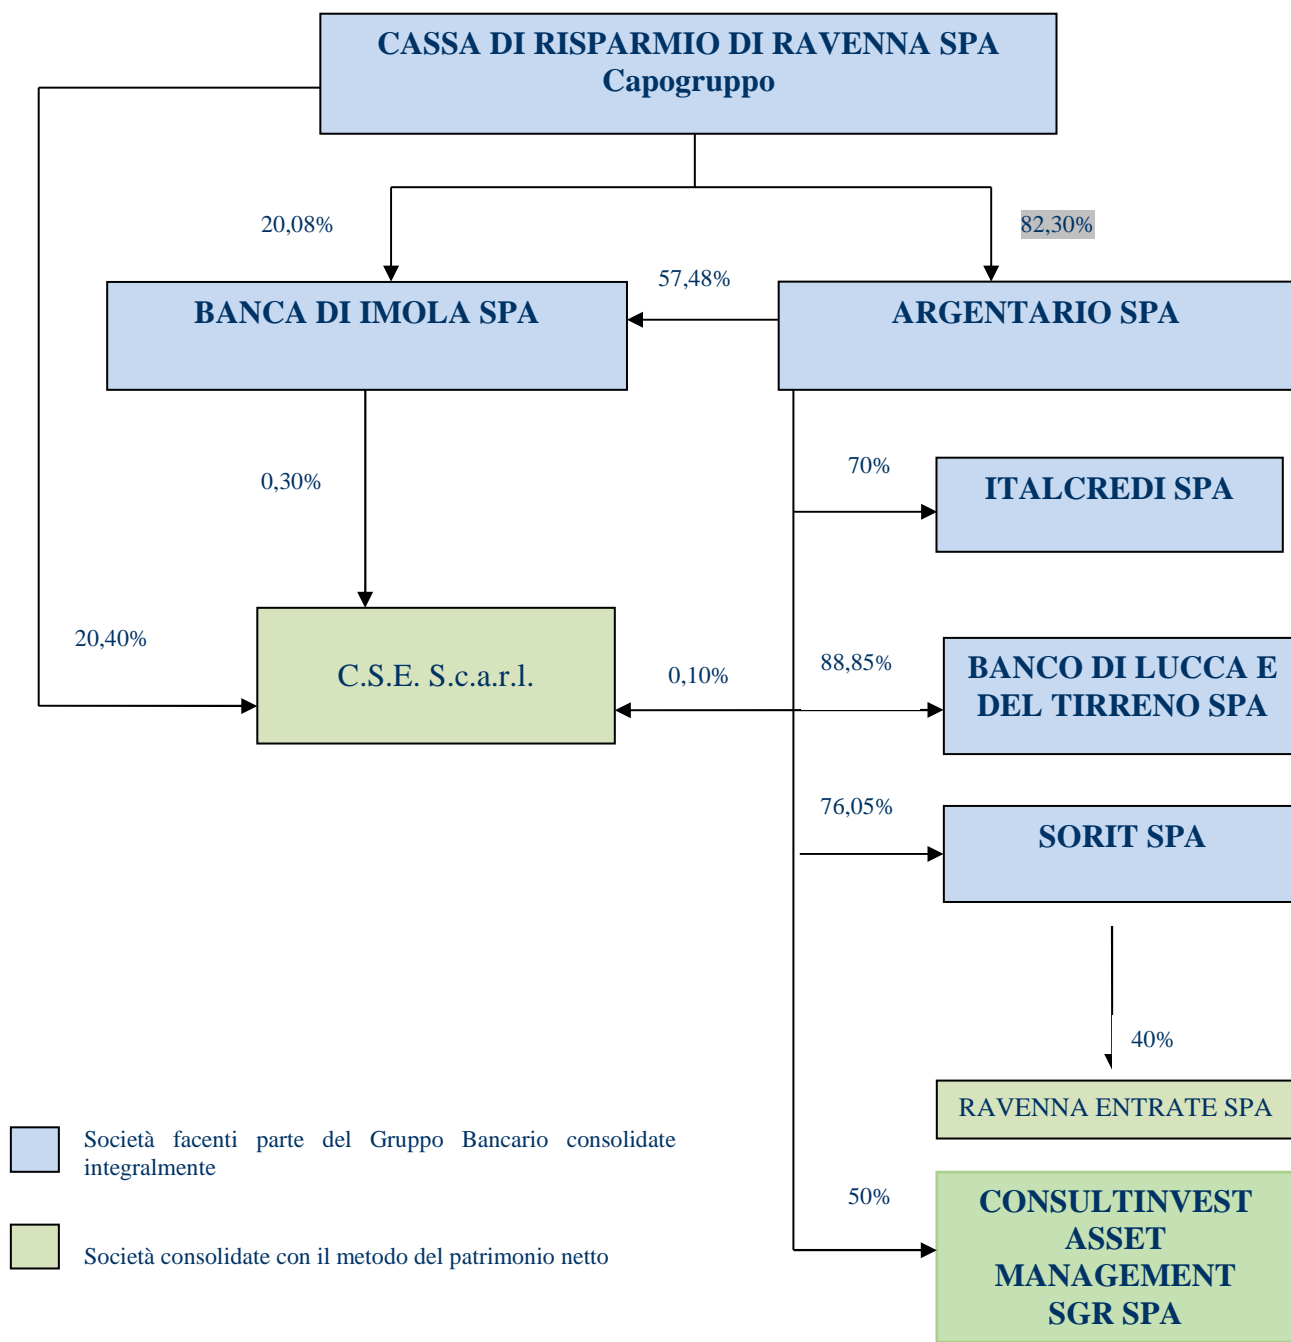 CASSA DI RISPARMIO DI RAVENNA SPA
Capogruppo
20,08%
82,30%
57,48%
BANCA DI IMOLA SPA
ARGENTARIO SPA
70%
0,30%
ITALCREDI SPA
20,40%
C.S.E. S.c.a.r.l.
0,10%
88,85%
BANCO DI LUCCA E
DEL TIRRENO SPA
76,05%
SORIT SPA
40%
RAVENNA ENTRATE SPA
Società facenti parte del Gruppo Bancario consolidate
integralmente
50%
CONSULTINVEST
ASSET
MANAGEMENT
SGR SPA
Società consolidate con il metodo del patrimonio netto